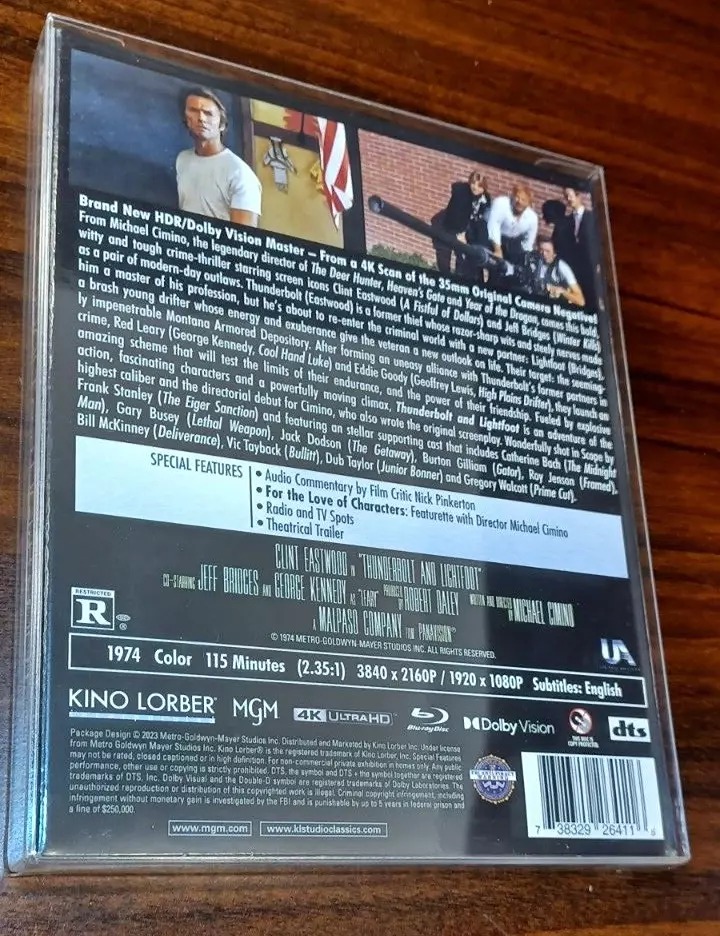 Brand New HDR/Dolby Vision Master – From a 4K Scan of the 35mm Original Camera Negative!
From Michael Cimino, the legendary director of The Deer Hunter, Heaven's Gate and Year of the Dragon, comes this bold,
witty and tough crime-thriller starring screen icons Clint Eastwood (A Fistful of Dollars) and Jeff Bridges (Winter Kills)
as a pair of modern-day outlaws. Thunderbolt (Eastwood) is a former thief whose razor-sharp wits and steely nerves made
him a master of his profession, but he's about to re-enter the criminal world with a new partner: Lightfoot (Bridges),
a brash young drifter whose energy and exuberance give the veteran a new outlook on life. Their target: the seeming-
ly impenetrable Montana Armored Depository. After forming an uneasy alliance with Thunderbolt's former partners in
crime, Red Leary (George Kennedy, Cool Hand Luke) and Eddie Goody (Geoffrey Lewis, High Plains Drifter), they launch an
amazing scheme that will test the limits of their endurance, and the power of their friendship. Fueled by explosive
action, fascinating characters and a powerfully moving climax, Thunderbolt and Lightfoot is an adventure of the
highest caliber and the directorial debut for Cimino, who also wrote the original screenplay. Wonderfully shot in Scope by
Frank Stanley (The Eiger Sanction) and featuring an stellar supporting cast that includes Catherine Bach (The Midnight
Man), Gary Busey (Lethal Weapon), Jack Dodson (The Getaway), Burton Gilliam (Gator), Roy Jenson (Framed),
Bill McKinney (Deliverance), Vic Tayback (Bullitt), Dub Taylor (Junior Bonner) and Gregory Walcott (Prime Cut).
SPECIAL FEATURES
• Audio Commentary by Film Critic Nick Pinkerton
• For the Love of Characters: Featurette with Director Michael Cimino
• Radio and TV Spots
• Theatrical Trailer
CLINT EASTWOOD IN "THUNDERBOLT AND LIGHTFOOT"
CO-STARRING JEFF BRIDGES AND GEORGE KENNEDY AS "LEARY" PRODUCED BY ROBERT DALEY WRITTEN AND DIRECTED BY MICHAEL CIMINO
A MALPASO COMPANY FILM PANAVISION
© 1974 METRO-GOLDWYN-MAYER STUDIOS INC. ALL RIGHTS RESERVED.
RESTRICTED
R
UA
1974 Color 115 Minutes (2.35:1) 3840 x 2160P / 1920 x 1080P Subtitles: English
KINO LORBER MGM 4K ULTRA HD Blu-ray Disc Dolby Vision THIS DISC IS COPY PROTECTED dts
Package Design © 2023 Metro-Goldwyn-Mayer Studios Inc. Distributed and Marketed by Kino Lorber Inc. Under license
from Metro Goldwyn Mayer Studios Inc. Kino Lorber® is the registered trademark of Kino Lorber, Inc. Special Features
may not be rated, closed captioned or in high definition. For non-commercial private exhibition in homes only. Any public
performance, other use or copying is strictly prohibited. DTS, the symbol and DTS + the symbol together are registered
trademarks of DTS, Inc. Dolby Visual and the Double-D symbol are registered trademarks of Dolby Laboratories. The
unauthorized reproduction or distribution of this copyrighted work is illegal. Criminal copyright infringement, including
infringement without monetary gain is investigated by the FBI and is punishable by up to 5 years in federal prison and
a fine of $250,000.
www.mgm.com www.klstudioclassics.com
7 38329 26411 6